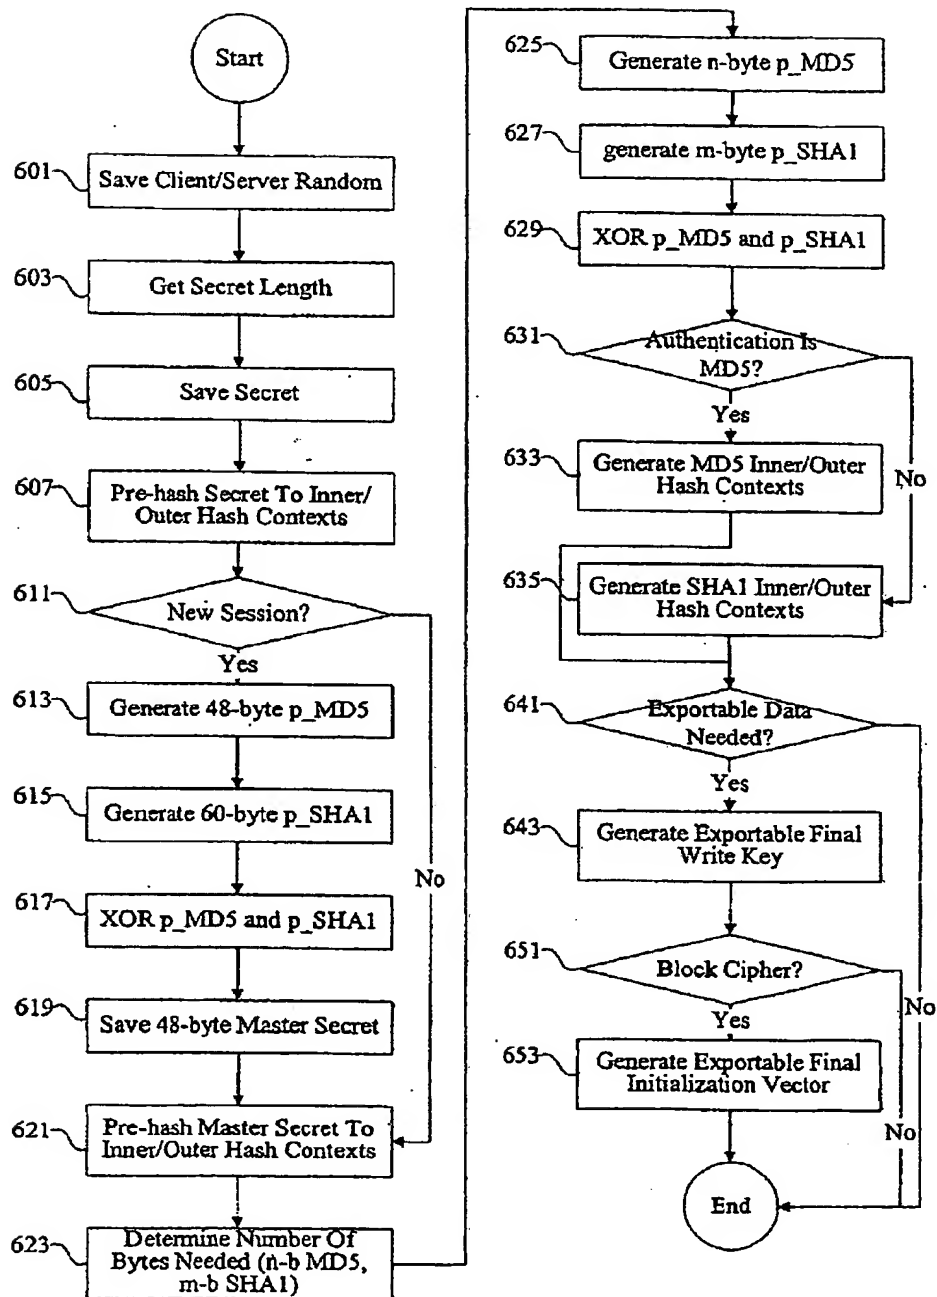 Start
601
Save Client/Server Random
603
Get Secret Length
605
Save Secret
607
Pre-hash Secret To Inner/
Outer Hash Contexts
611
New Session?
Yes
No
613
Generate 48-byte p_MD5
615
Generate 60-byte p_SHA1
617
XOR p_MD5 and p_SHA1
619
Save 48-byte Master Secret
621
Pre-hash Master Secret To
Inner/Outer Hash Contexts
623
Determine Number Of
Bytes Needed (n-b MD5,
m-b SHA1)
625
Generate n-byte p_MD5
627
generate m-byte p_SHA1
629
XOR p_MD5 and p_SHA1
631
Authentication Is
MD5?
Yes
No
633
Generate MD5 Inner/Outer
Hash Contexts
635
Generate SHA1 Inner/Outer
Hash Contexts
641
Exportable Data
Needed?
Yes
No
643
Generate Exportable Final
Write Key
651
Block Cipher?
Yes
No
653
Generate Exportable Final
Initialization Vector
End